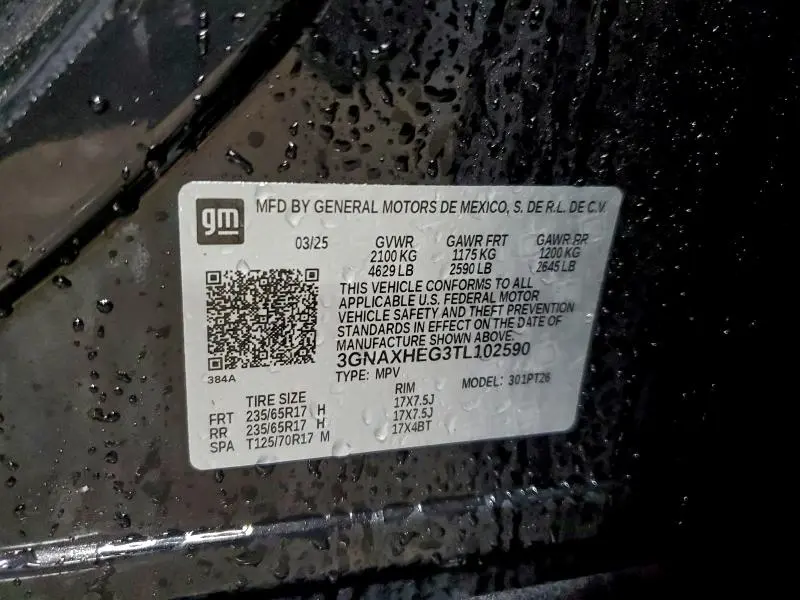 gm MFD BY GENERAL MOTORS DE MEXICO, S. DE R.L. DE C.V.
03/25 GVWR GAWR FRT GAWR RR
2100 KG 1175 KG 1200 KG
4629 LB 2590 LB 2645 LB
THIS VEHICLE CONFORMS TO ALL
APPLICABLE U.S. FEDERAL MOTOR
VEHICLE SAFETY AND THEFT PREVENTION
STANDARDS IN EFFECT ON THE DATE OF
MANUFACTURE SHOWN ABOVE.
3GNAXHEG3TL102590
384A TYPE: MPV MODEL: 301PT26
TIRE SIZE RIM
FRT 235/65R17 H 17X7.5J
RR 235/65R17 H 17X7.5J
SPA T125/70R17 M 17X4BT